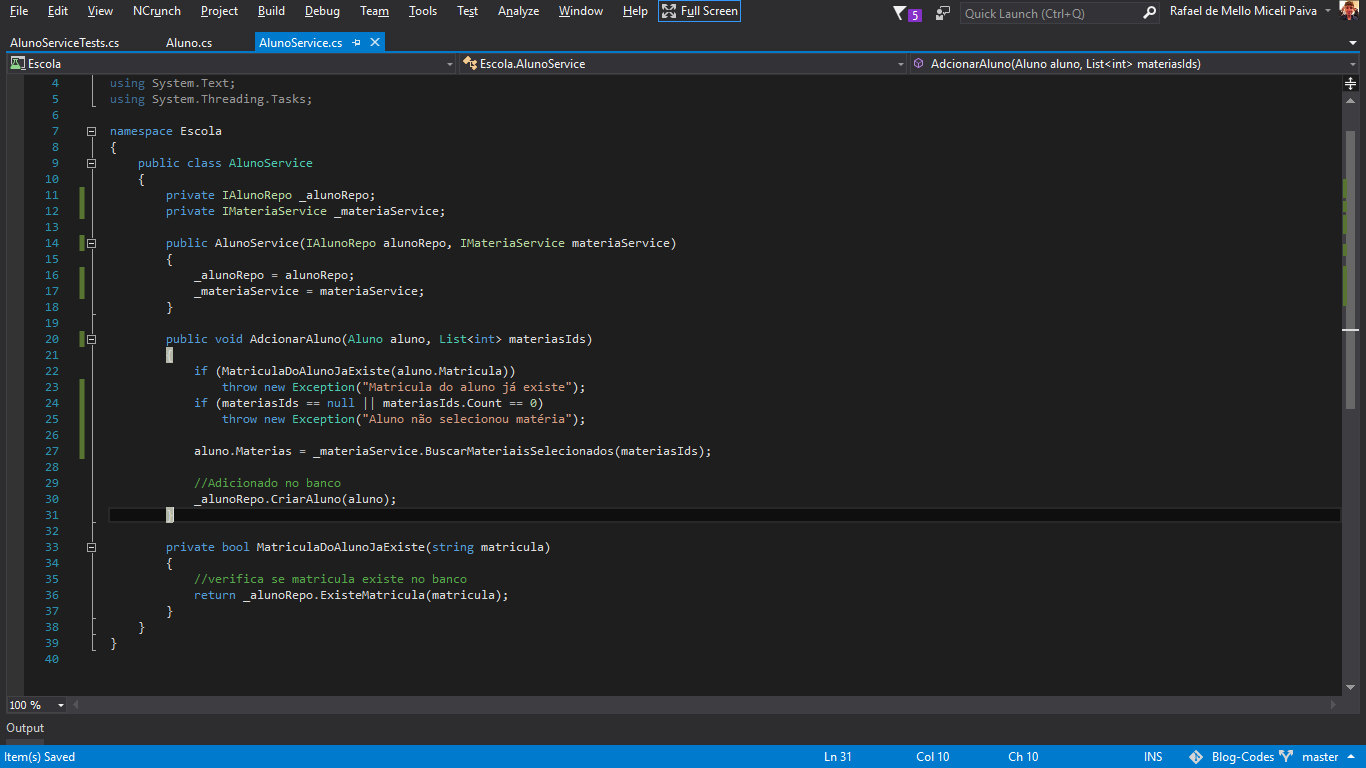 File Edit View NCrunch Project Build Debug Team Tools Test Analyze Window Help Full Screen 5 Quick Launch (Ctrl+Q) Rafael de Mello Miceli Paiva
AlunoServiceTests.cs Aluno.cs AlunoService.cs
Escola Escola.AlunoService AdcionarAluno(Aluno aluno, List<int> materiasIds)
4 using System.Text;
5 using System.Threading.Tasks;
6
7 namespace Escola
8 {
9 public class AlunoService
10 {
11 private IAlunoRepo _alunoRepo;
12 private IMateriaService _materiaService;
13
14 public AlunoService(IAlunoRepo alunoRepo, IMateriaService materiaService)
15 {
16 _alunoRepo = alunoRepo;
17 _materiaService = materiaService;
18 }
19
20 public void AdcionarAluno(Aluno aluno, List<int> materiasIds)
21 {
22 if (MatriculaDoAlunoJaExiste(aluno.Matricula))
23 throw new Exception("Matricula do aluno já existe");
24 if (materiasIds == null || materiasIds.Count == 0)
25 throw new Exception("Aluno não selecionou matéria");
26
27 aluno.Materias = _materiaService.BuscarMateriaisSelecionados(materiasIds);
28
29 //Adicionado no banco
30 _alunoRepo.CriarAluno(aluno);
31 }
32
33 private bool MatriculaDoAlunoJaExiste(string matricula)
34 {
35 //verifica se matricula existe no banco
36 return _alunoRepo.ExisteMatricula(matricula);
37 }
38 }
39 }
40
100 %
Output
Item(s) Saved Ln 31 Col 10 Ch 10 INS Blog-Codes master